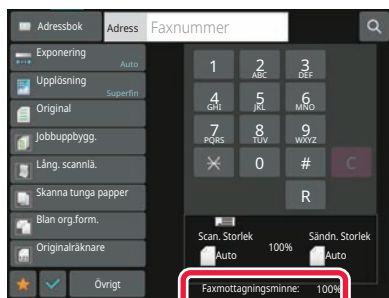 Adressbok
Adress
Faxnummer
Exponering
Auto
Upplösning
Superfin
Original
Jobbuppbygg.
Lång. scannlä.
Skanna tunga papper
Blan org.form.
Originalräknare
Övrigt
1
2
ABC
3
DEF
4
GHI
5
JKL
6
MNO
7
PQRS
8
TUV
9
WXYZ
0
#
C
R
Scan. Storlek
Auto
100%
Sändn. Storlek
Auto
Faxmottagningsminne: 100%